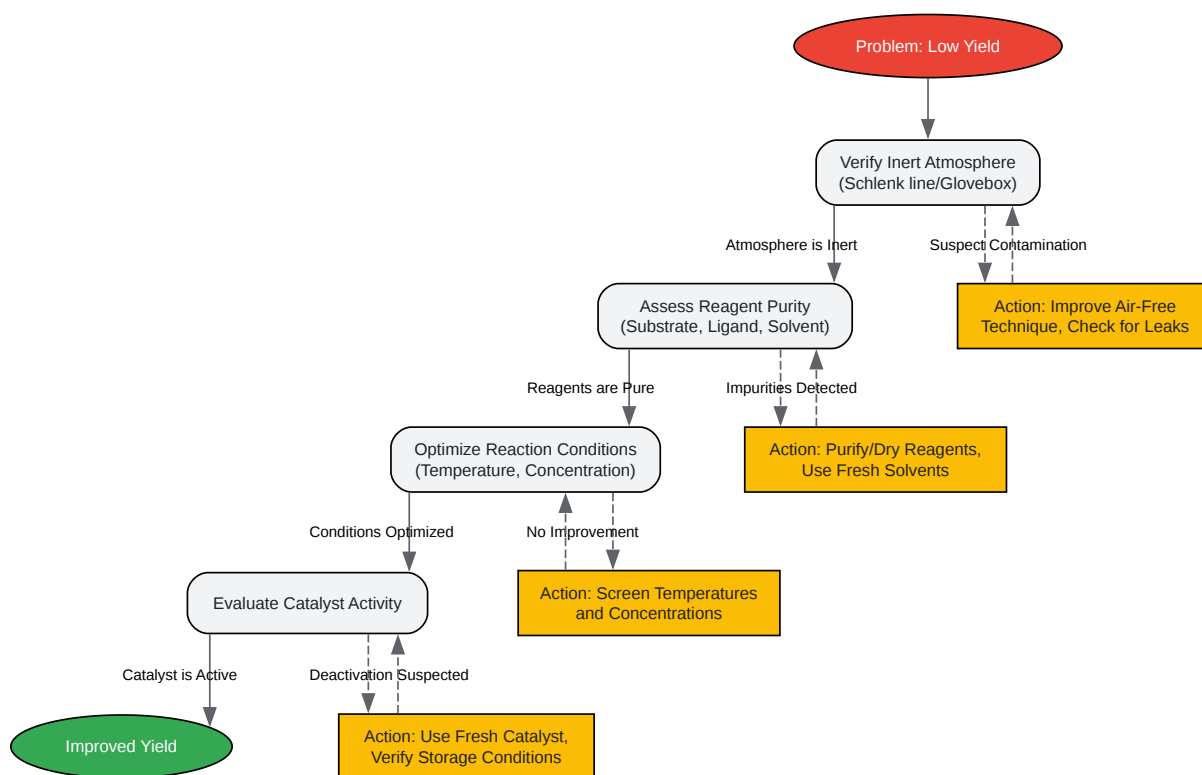 Problem: Low Yield
Verify Inert Atmosphere
(Schlenk line/Glovebox)
Atmosphere is Inert
Suspect Contamination
Assess Reagent Purity
(Substrate, Ligand, Solvent)
Action: Improve Air-Free
Technique, Check for Leaks
Reagents are Pure
Impurities Detected
Optimize Reaction Conditions
(Temperature, Concentration)
Action: Purify/Dry Reagents,
Use Fresh Solvents
Conditions Optimized
No Improvement
Evaluate Catalyst Activity
Action: Screen Temperatures
and Concentrations
Catalyst is Active
Deactivation Suspected
Improved Yield
Action: Use Fresh Catalyst,
Verify Storage Conditions